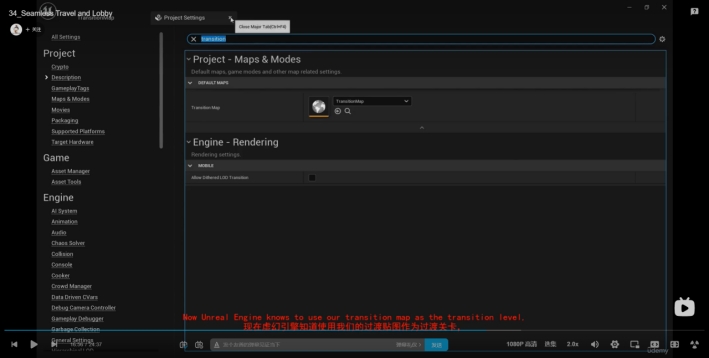 34_Seamless Travel and Lobby
TransitionMap
Project Settings
Close Major Tab(Ctrl+F4)
+ 关注
All Settings
transition
Project
Crypto
Description
GameplayTags
Maps & Modes
Movies
Packaging
Supported Platforms
Target Hardware
Game
Asset Manager
Asset Tools
Engine
AI System
Animation
Audio
Chaos Solver
Collision
Console
Cooker
Crowd Manager
Data Driven CVars
Debug Camera Controller
Gameplay Debugger
Garbage Collection
General Settings
Project - Maps & Modes
Default maps, game modes and other map related settings.
DEFAULT MAPS
Transition Map
TransitionMap
Engine - Rendering
Rendering settings
MOBILE
Allow Dithered LOD Transition
Now Unreal Engine knows to use our transition map as the transition level,
现在虚幻引擎知道使用我们的过渡贴图作为过渡关卡,
1080P 高清
2.0x
Udemy